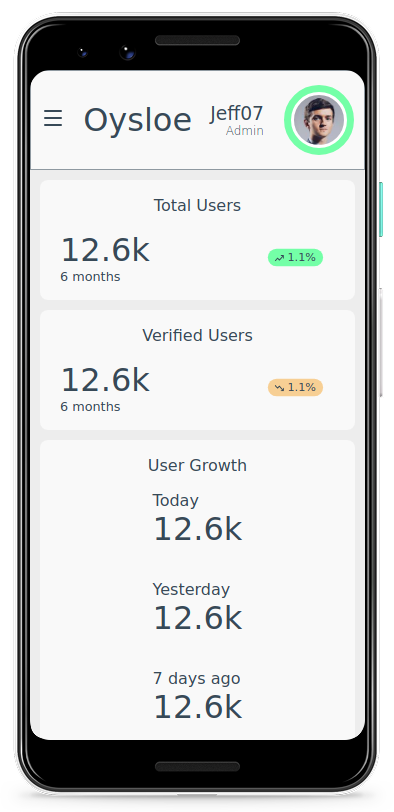 Oysloe
Jeff07
Admin
Total Users
12.6k
6 months
1.1%
Verified Users
12.6k
6 months
1.1%
User Growth
Today
12.6k
Yesterday
12.6k
7 days ago
12.6k